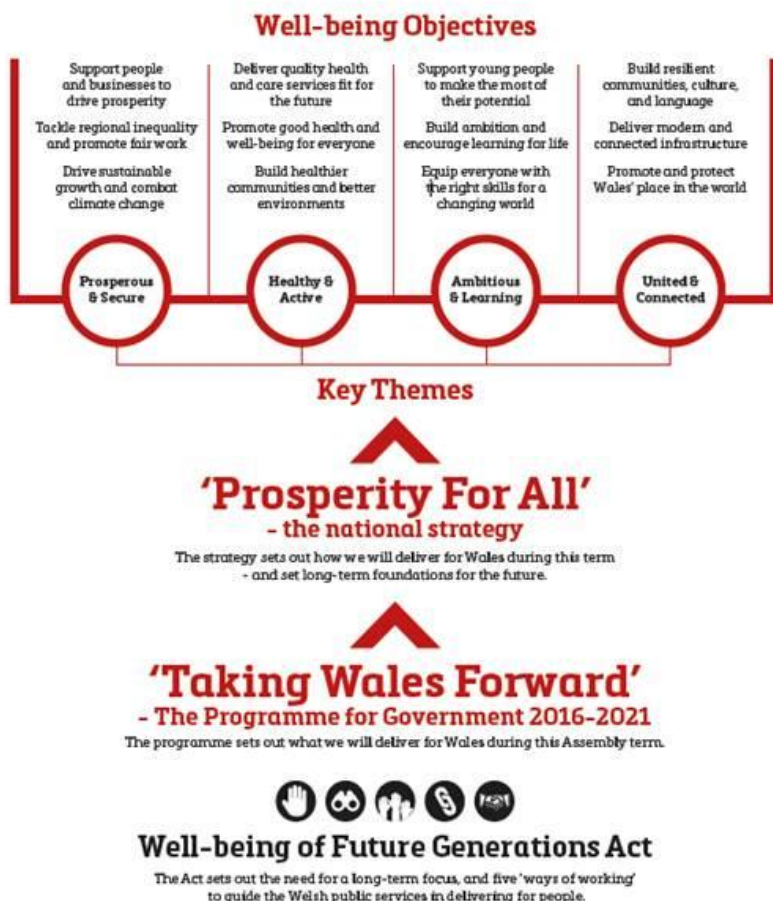 Well-being Objectives
Support people
and businesses to
drive prosperity
Tackle regional inequality
and promote fair work
Drive sustainable
growth and combat
climate change
Deliver quality health
and care services fit for
the future
Promote good health and
well-being for everyone
Build healthier
communities and better
environments
Support young people
to make the most of
their potential
Build ambition and
encourage learning for life
Equip everyone with
the right skills for a
changing world
Build resilient
communities, culture,
and language
Deliver modern and
connected infrastructure
Promote and protect
Wales' place in the world
Prosperous
& Secure
Healthy &
Active
Ambitious
& Learning
United &
Connected
Key Themes
'Prosperity For All'
- the national strategy
The strategy sets out how we will deliver for Wales during this term
- and set long-term foundations for the future.
'Taking Wales Forward'
- The Programme for Government 2016-2021
The programme sets out what we will deliver for Wales during this Assembly term.
Well-being of Future Generations Act
The Act sets out the need for a long-term focus, and five 'ways of working'
to guide the Welsh public services in delivering for people.